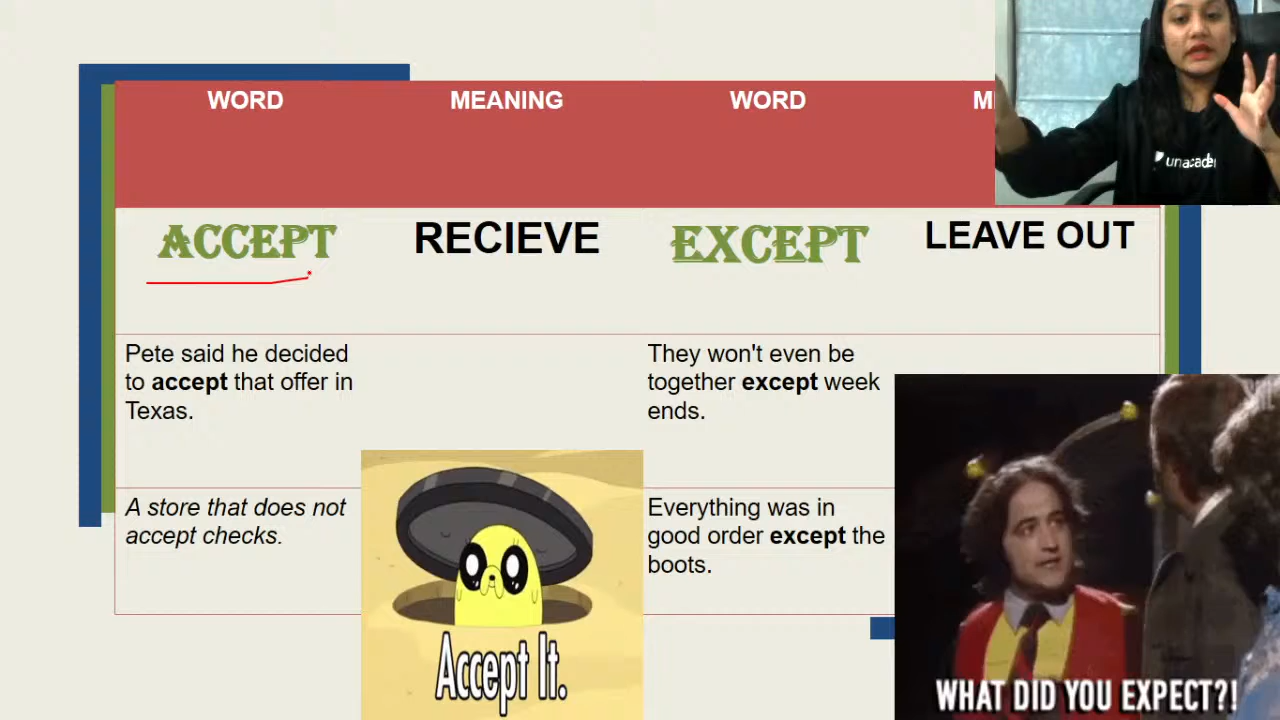 WORD
MEANING
WORD
M
unacade
ACCEPT
RECIEVE
EXCEPT
LEAVE OUT
Pete said he decided
to accept that offer in
Texas.
They won't even be
together except week
ends.
A store that does not
accept checks.
Everything was in
good order except the
boots.
Accept It.
WHAT DID YOU EXPECT?!